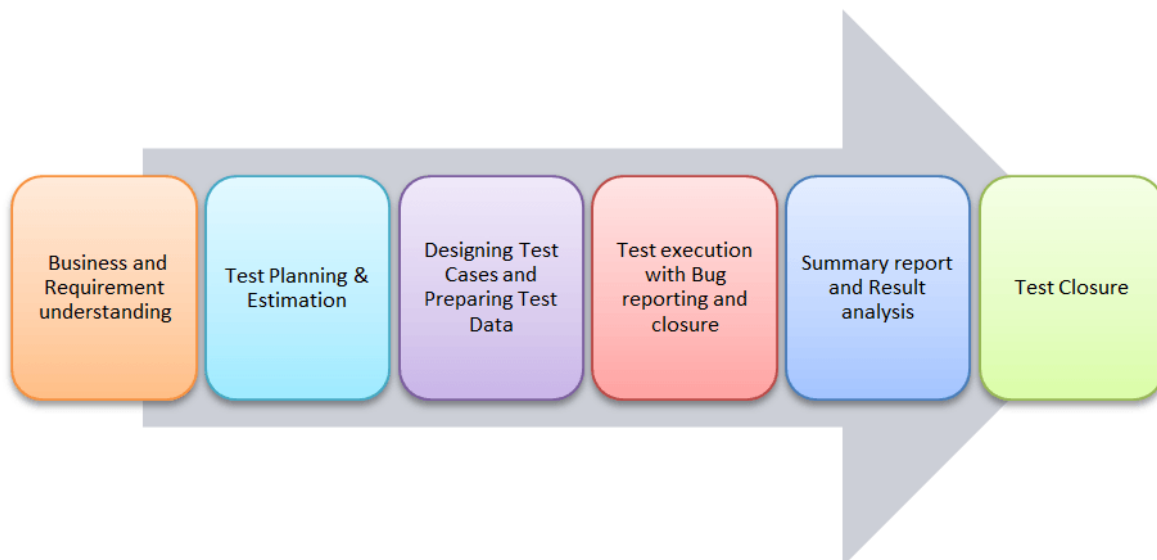 Business and
Requirement
understanding
Test Planning &
Estimation
Designing Test
Cases and
Preparing Test
Data
Test execution
with Bug
reporting and
closure
Summary report
and Result
analysis
Test Closure